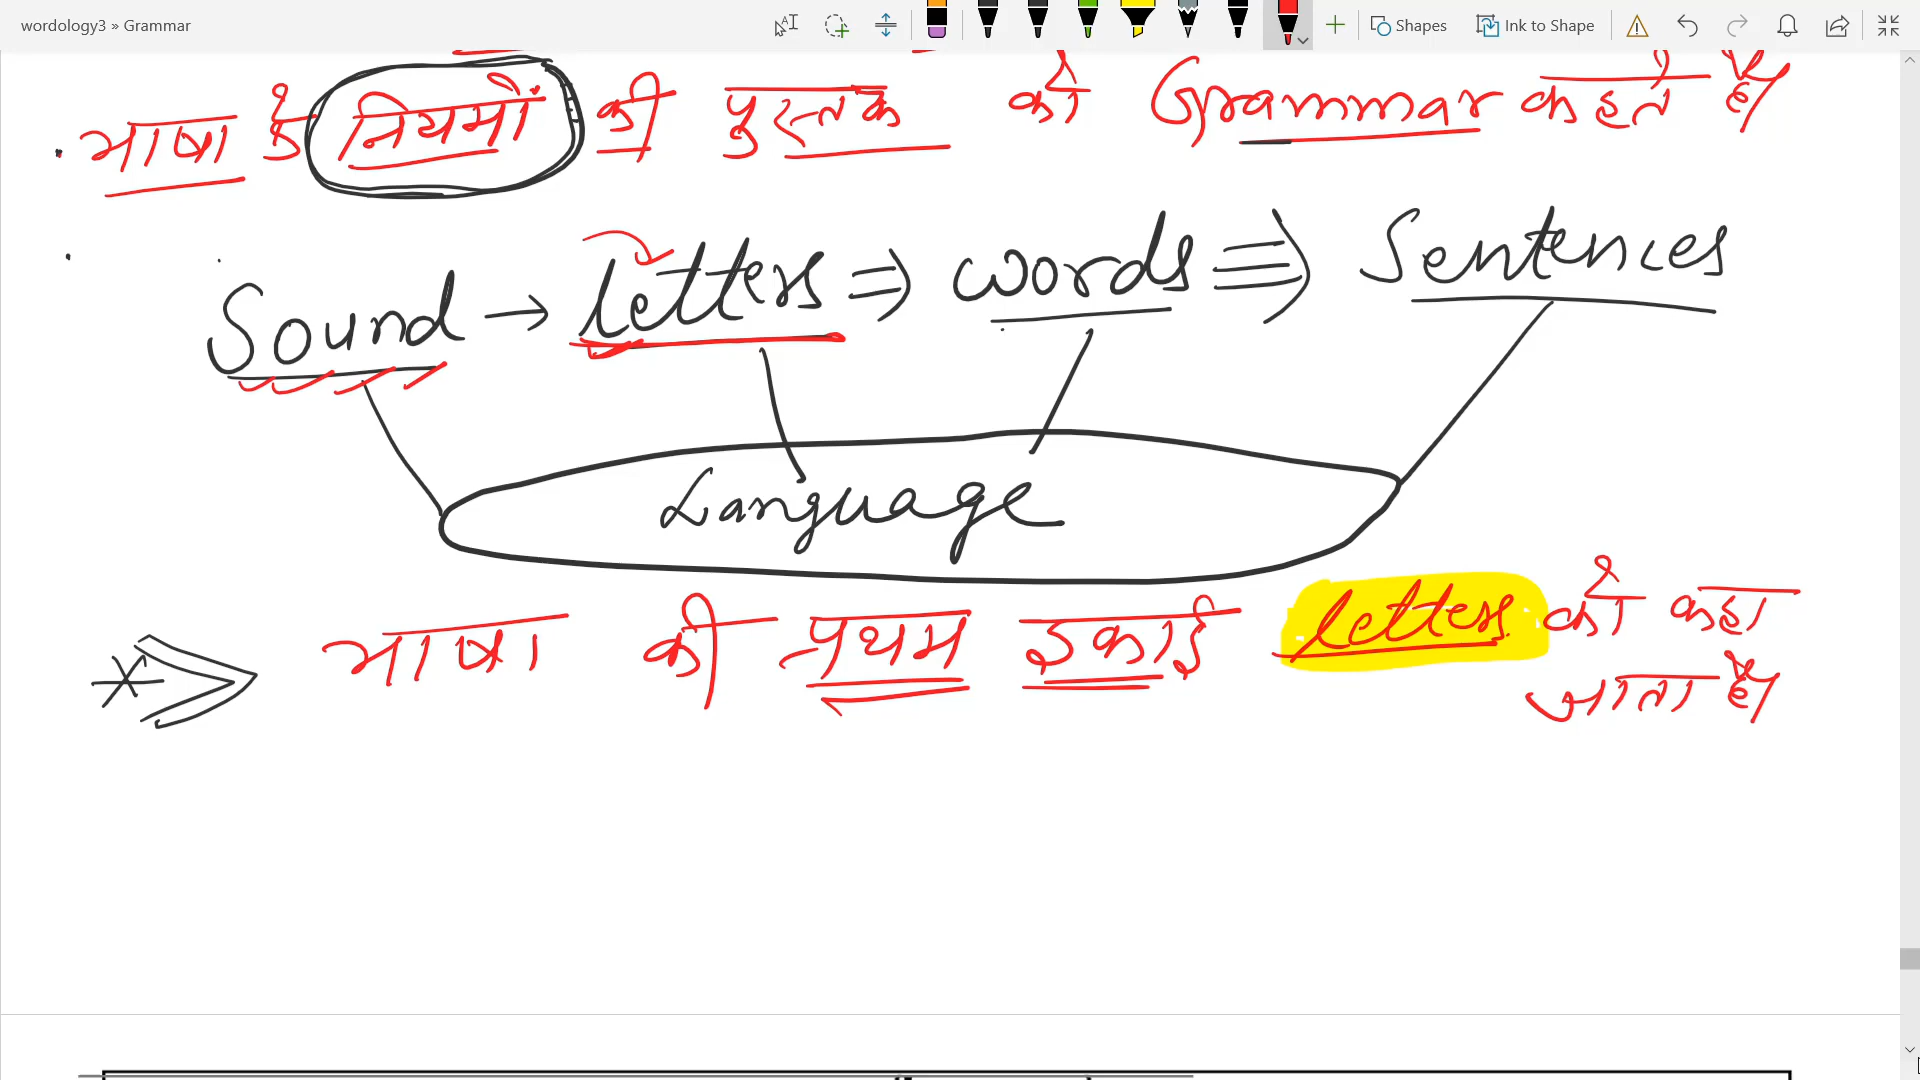 wordology3 » Grammar
Shapes
Ink to Shape
भाषा के नियमों की पुस्तक को Grammar कहते है
Sound → letters ⇒ words ⇒ Sentences
Language
भाषा की प्रथम इकाई letters को कहा
जाता है